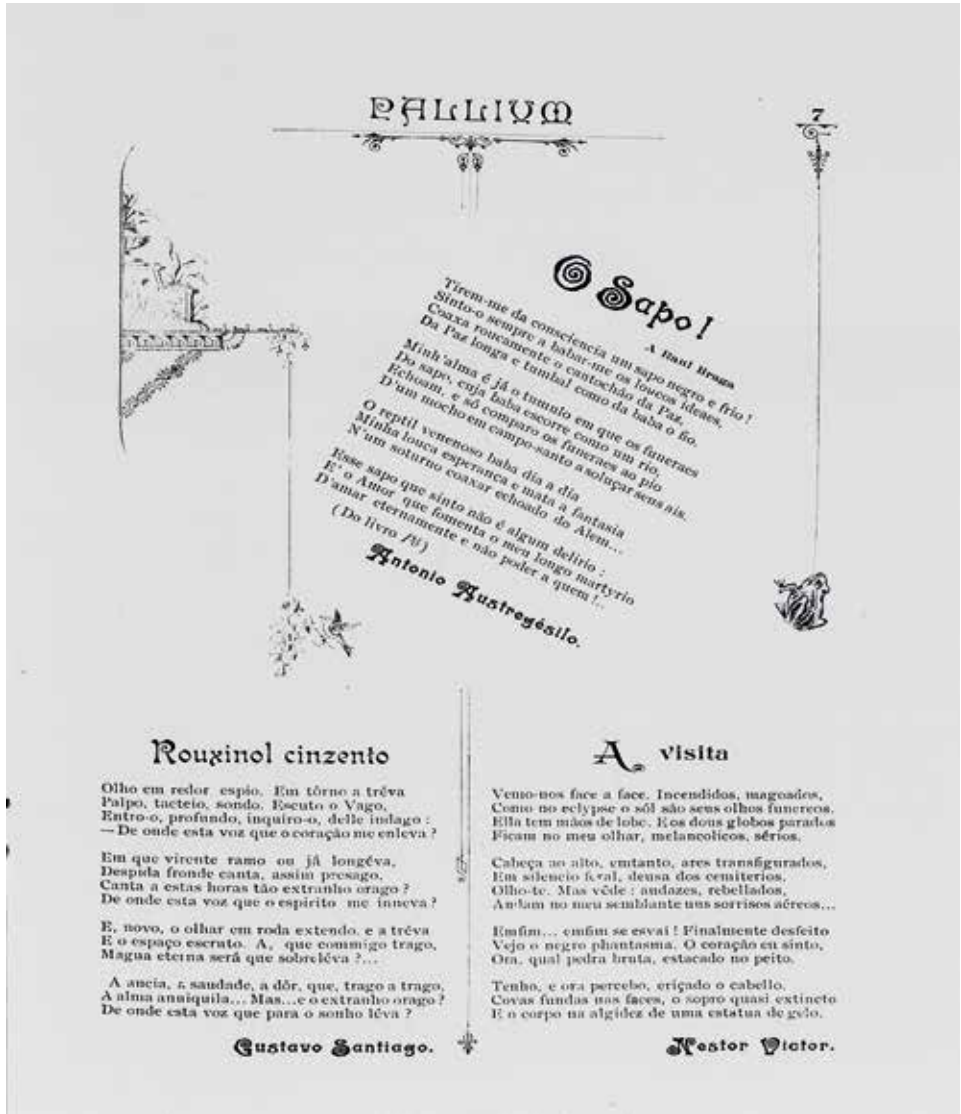 PALLIUM
7
O Sapo!
A Raul Braga
Tirem-me da consciencia um sapo negro e frio!
Sinto-o sempre a babar-me os loucos ideaes,
Coaxa roucamente o cantochão da Paz,
Da Paz longa e tumbal como da baba o fio.
Minh'alma é já o tumulo em que os funeraes
Do sapo, cuja baba escorre como um rio,
Echoam, e só comparo os funeraes ao pio
D'um mocho em campo-santo a soluçar seus ais.
O reptil venenoso baba dia a dia
Minha louca esperança e mata a fantasia
N'um soturno coaxar echoado do Alem...
Esse sapo que sinto não é algum delirio:
E' o Amor que fomenta o meu longo martyrio
D'amar eternamente e não poder a quem!..
(Do livro)
Antonio Austregésilo.
Rouxinol cinzento
Olho em redor espio. Em tôrno a tréva
Palpo, tacteio, sondo. Escuto o Vago,
Entro-o, profundo, inquiro-o, delle indago:
— De onde esta voz que o coração me enleva?
Em que virente ramo ou já longéva,
Despida fronde canta, assim presago,
Canta a estas horas tão extranho orago?
De onde esta voz que o espirito me inneva?
E, novo, o olhar em roda extendo, e a tréva
E o espaço escruto. A, que commigo trago,
Magua eterna será que sobreléva?...
A ancia, a saudade, a dôr, que, trago a trago,
A alma anniquila... Mas...e o extranho orago?
De onde esta voz que para o sonho léva?
Gustavo Santiago.
A visita
Vemo-nos face a face. Incendidos, magoados,
Como no eclypse o sól são seus olhos funereos.
Ella tem mãos de lobe. E os dous globos parados
Ficam no meu olhar, melancolicos, sérios.
Cabeça ao alto, emtanto, ares transfigurados,
Em silencio feral, deusa dos cemiterios.
Olho-te. Mas vêde: audazes, rebellados,
Andam no meu semblante uns sorrisos aéreos...
Emfim... emfim se esvai! Finalmente desfeito
Vejo o negro phantasma. O coração eu sinto,
Ora, qual pedra bruta, estacado no peito.
Tenho, e ora percebo, eriçado o cabello.
Covas fundas nas faces, o sopro quasi extincto
E o corpo na algidez de uma estatua de gelo.
Nestor Victor.